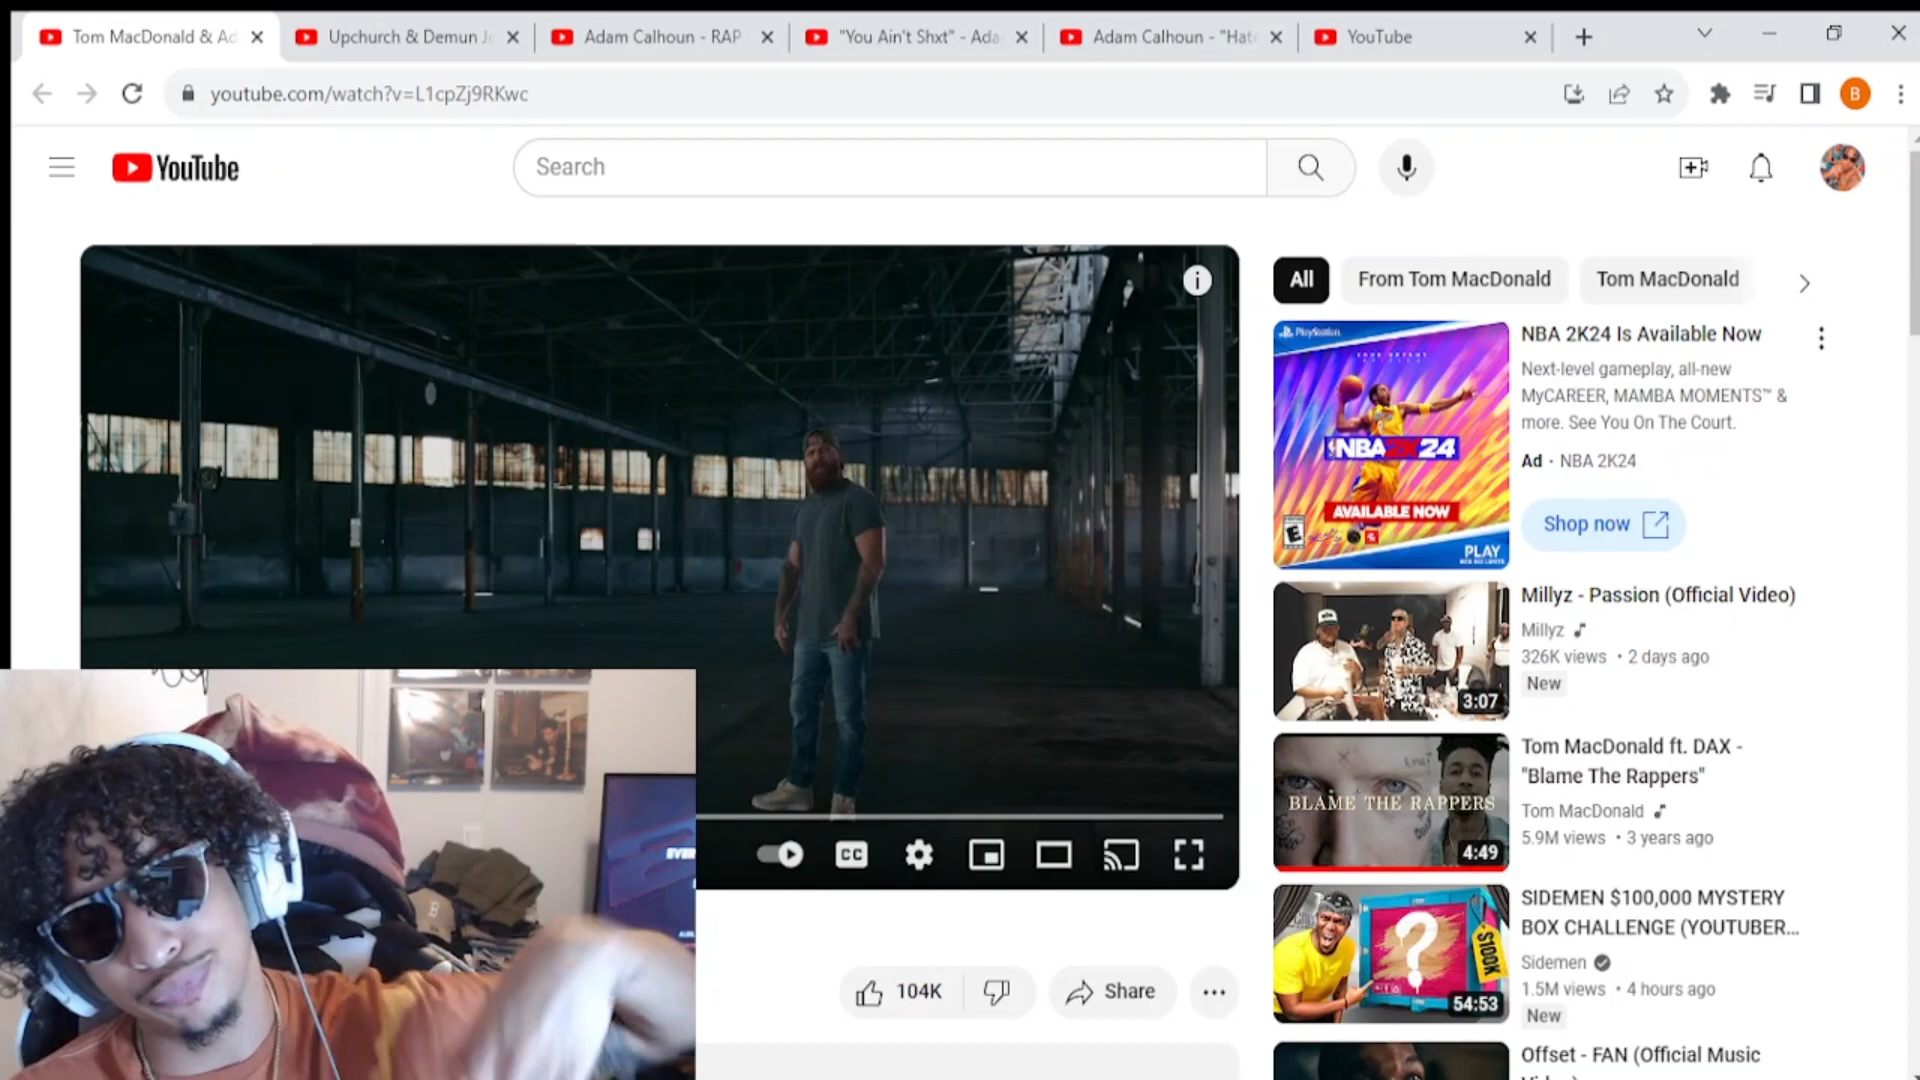 Tom MacDonald & Ad
Upchurch & Demun Jo
Adam Calhoun - RAP
"You Ain't Shxt" - Ada
Adam Calhoun - "Hate
YouTube
youtube.com/watch?v=L1cpZj9RKwc
B
YouTube
Search
All
From Tom MacDonald
Tom MacDonald
PlayStation
NBA 2K24
AVAILABLE NOW
E
PLAY
NBA 2K24 Is Available Now
Next-level gameplay, all-new
MyCAREER, MAMBA MOMENTS™ &
more. See You On The Court.
Ad · NBA 2K24
Shop now
3:07
Millyz - Passion (Official Video)
Millyz
326K views • 2 days ago
New
BLAME THE RAPPERS
4:49
Tom MacDonald ft. DAX -
"Blame The Rappers"
Tom MacDonald
5.9M views • 3 years ago
$100K
54:53
SIDEMEN $100,000 MYSTERY
BOX CHALLENGE (YOUTUBER...
Sidemen
1.5M views • 4 hours ago
New
Offset - FAN (Official Music
CC
104K
Share
EVER